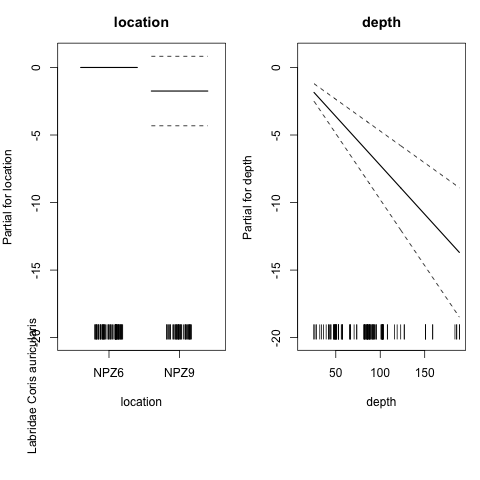 location
depth
Partial for location
0
-5
-10
-15
-20
NPZ6
NPZ9
location
Labridae Coris auricularis
Partial for depth
0
-5
-10
-15
-20
50
100
150
depth